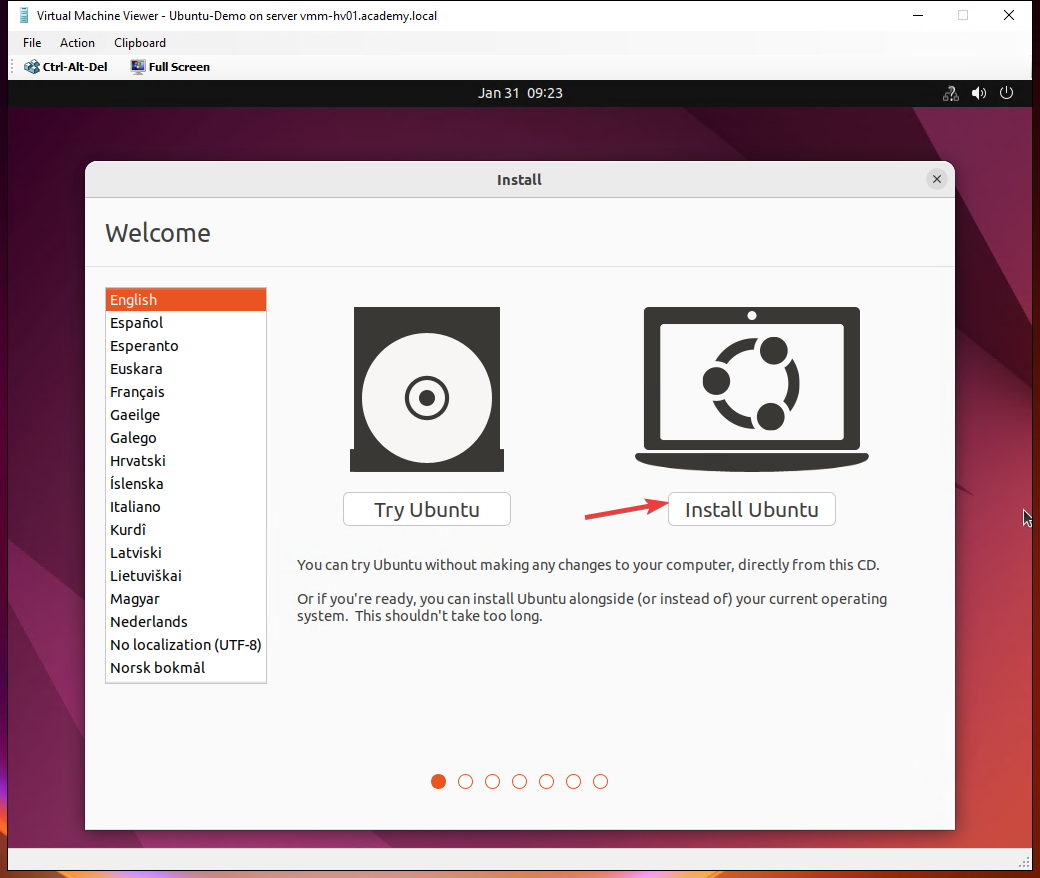 Virtual Machine Viewer - Ubuntu-Demo on server vmm-hv01.academy.local
File Action Clipboard
Ctrl-Alt-Del Full Screen
Jan 31 09:23
Install
Welcome
English
Español
Esperanto
Euskara
Français
Gaeilge
Galego
Hrvatski
Íslenska
Italiano
Kurdî
Latviski
Lietuviškai
Magyar
Nederlands
No localization (UTF-8)
Norsk bokmål
Try Ubuntu
Install Ubuntu
You can try Ubuntu without making any changes to your computer, directly from this CD.
Or if you're ready, you can install Ubuntu alongside (or instead of) your current operating
system. This shouldn't take too long.